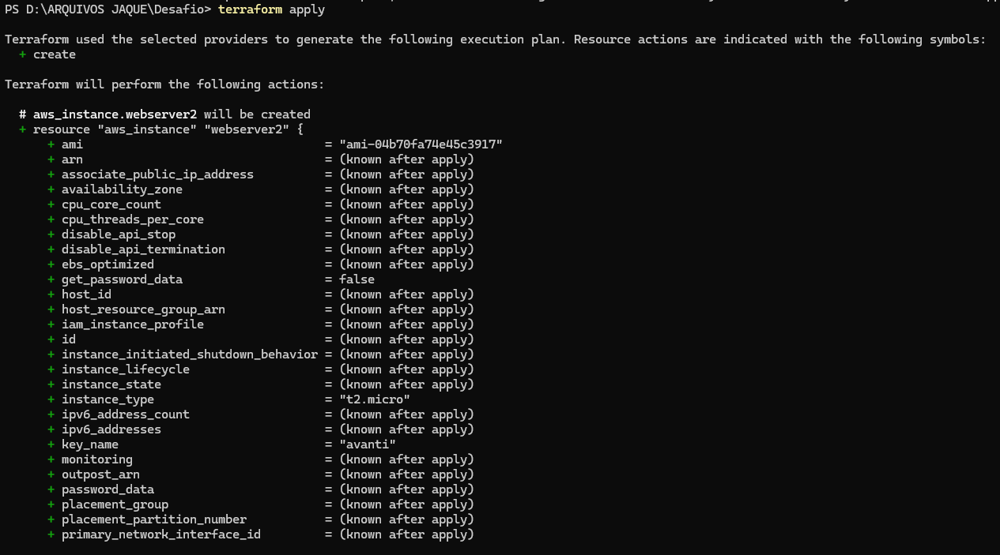 PS D:\ARQUIVOS JAQUE\Desafio> terraform apply
Terraform used the selected providers to generate the following execution plan. Resource actions are indicated with the following symbols:
+ create
Terraform will perform the following actions:
# aws_instance.webserver2 will be created
+ resource "aws_instance" "webserver2" {
+ ami = "ami-04b70fa74e45c3917"
+ arn = (known after apply)
+ associate_public_ip_address = (known after apply)
+ availability_zone = (known after apply)
+ cpu_core_count = (known after apply)
+ cpu_threads_per_core = (known after apply)
+ disable_api_stop = (known after apply)
+ disable_api_termination = (known after apply)
+ ebs_optimized = (known after apply)
+ get_password_data = false
+ host_id = (known after apply)
+ host_resource_group_arn = (known after apply)
+ iam_instance_profile = (known after apply)
+ id = (known after apply)
+ instance_initiated_shutdown_behavior = (known after apply)
+ instance_lifecycle = (known after apply)
+ instance_state = (known after apply)
+ instance_type = "t2.micro"
+ ipv6_address_count = (known after apply)
+ ipv6_addresses = (known after apply)
+ key_name = "avanti"
+ monitoring = (known after apply)
+ outpost_arn = (known after apply)
+ password_data = (known after apply)
+ placement_group = (known after apply)
+ placement_partition_number = (known after apply)
+ primary_network_interface_id = (known after apply)